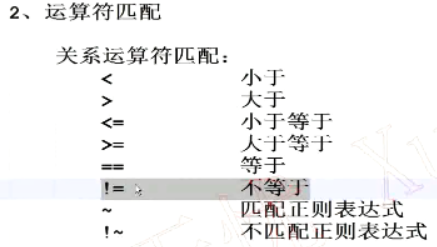 2、运算符匹配
关系运算符匹配：
< 小于
> 大于
<= 小于等于
>= 大于等于
== 等于
!= 不等于
~ 匹配正则表达式
!~ 不匹配正则表达式